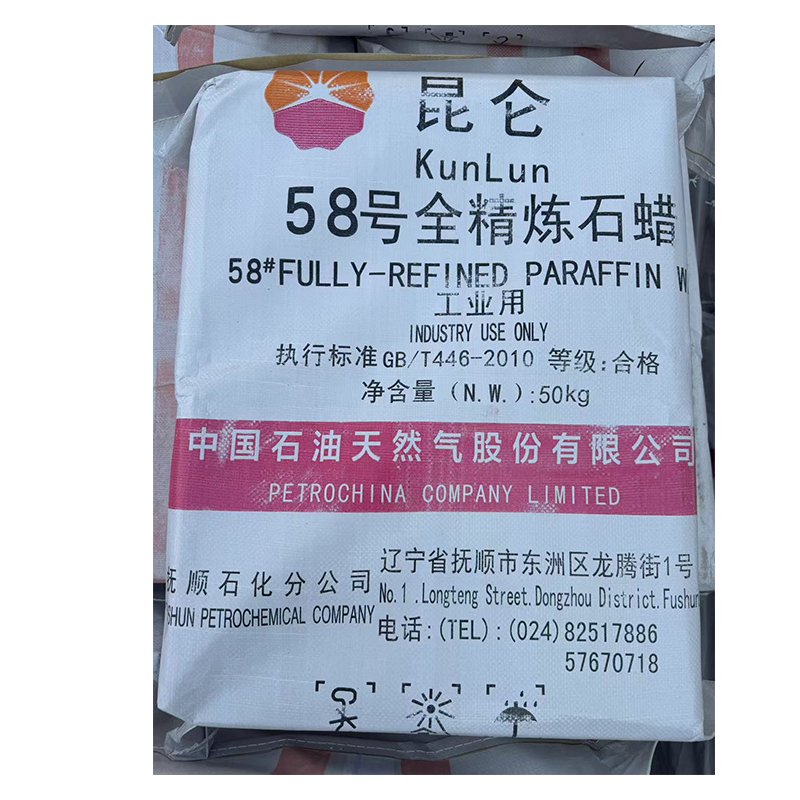 昆仑
KunLun
58号全精炼石蜡
58#FULLY-REFINED PARAFFIN W
工业用
INDUSTRY USE ONLY
执行标准GB/T446-2010 等级:合格
净含量(N.W.):50kg
中国石油天然气股份有限公司
PETROCHINA COMPANY LIMITED
抚顺石化分公司
SHUN PETROCHEMICAL COMPANY
辽宁省抚顺市东洲区龙腾街1号
No.1.Longteng Street.Dongzhou District.Fushun
电话:(TEL):(024)82517886
57670718